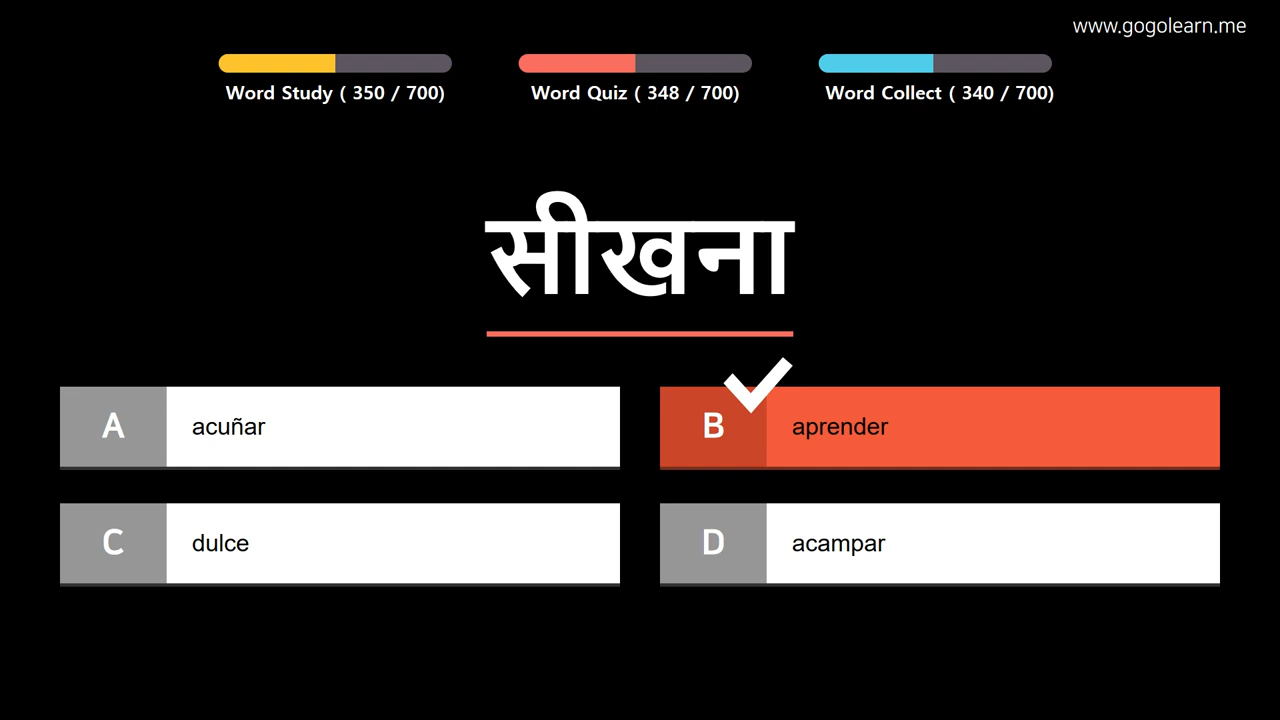 www.gogolearn.me
Word Study ( 350 / 700)
Word Quiz ( 348 / 700)
Word Collect ( 340 / 700)
सीखना
A acuñar
B aprender
C dulce
D acampar